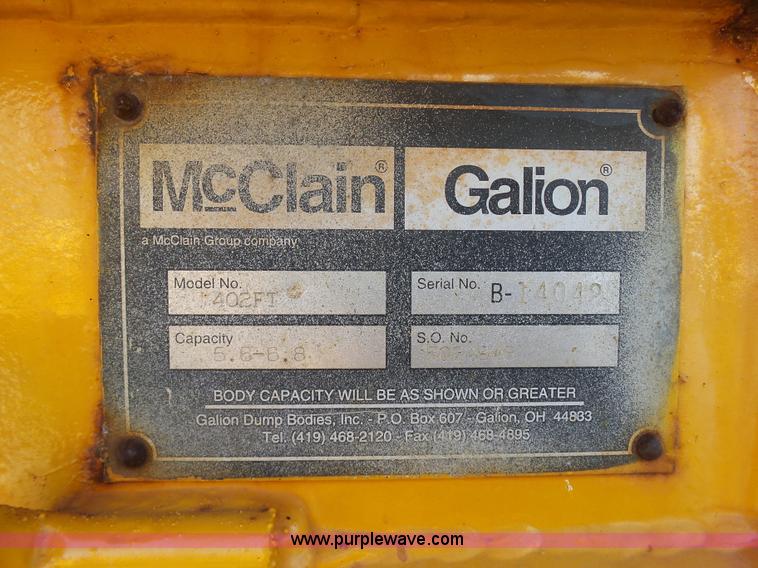 McClain® Galion®
a McClain Group company
Model No. Serial No.
402FT B-14049
Capacity S.O. No.
BODY CAPACITY WILL BE AS SHOWN OR GREATER
Galion Dump Bodies, Inc. - P.O. Box 607 - Galion, OH 44833
Tel. (419) 468-2120 - Fax (419) 468-4895
www.purplewave.com